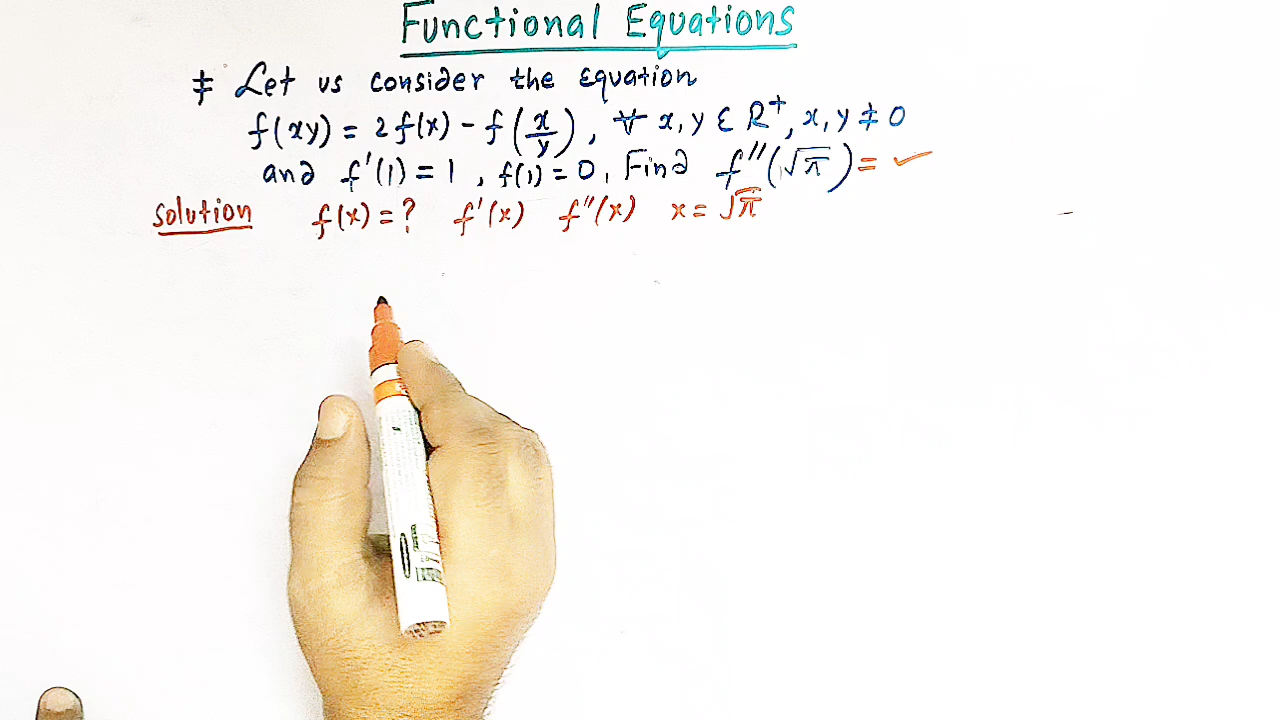 Functional Equations
‡ Let us consider the Equation
f(xy) = 2f(x) - f(x/y), ∀ x, y ε R⁺, x, y ≠ 0
and f'(1) = 1, f(1) = 0, Find f''(√π) = ✓
Solution f(x) = ? f'(x) f''(x) x = √π